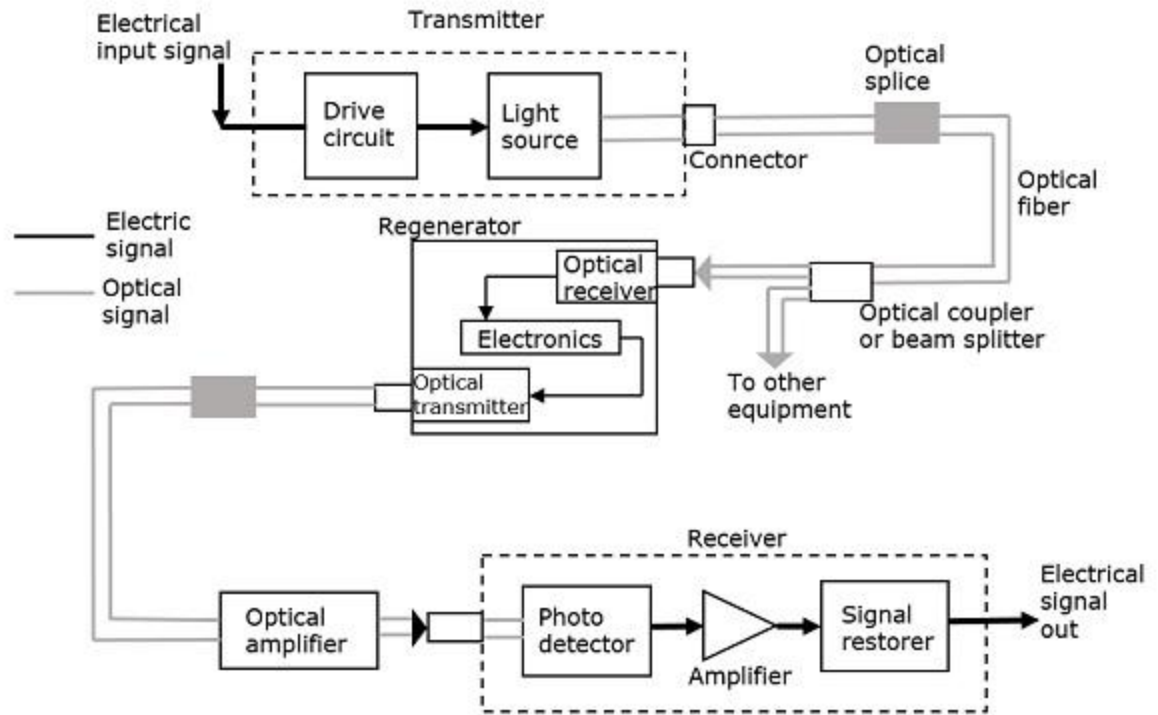 Transmitter
Electrical
input signal
Drive
circuit
Light
source
Connector
Optical
splice
Optical
fiber
Electric
signal
Optical
signal
Regenerator
Optical
receiver
Electronics
Optical
transmitter
Optical coupler
or beam splitter
To other
equipment
Receiver
Optical
amplifier
Photo
detector
Amplifier
Signal
restorer
Electrical
signal
out